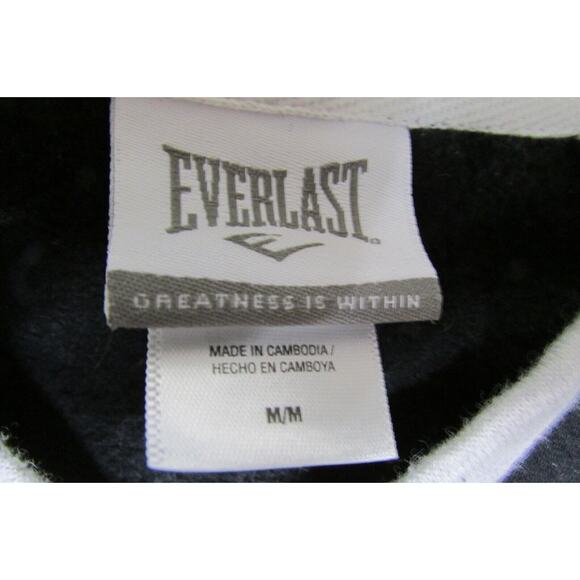 EVERLAST
GREATNESS IS WITHIN
MADE IN CAMBODIA /
HECHO EN CAMBOYA
M/M